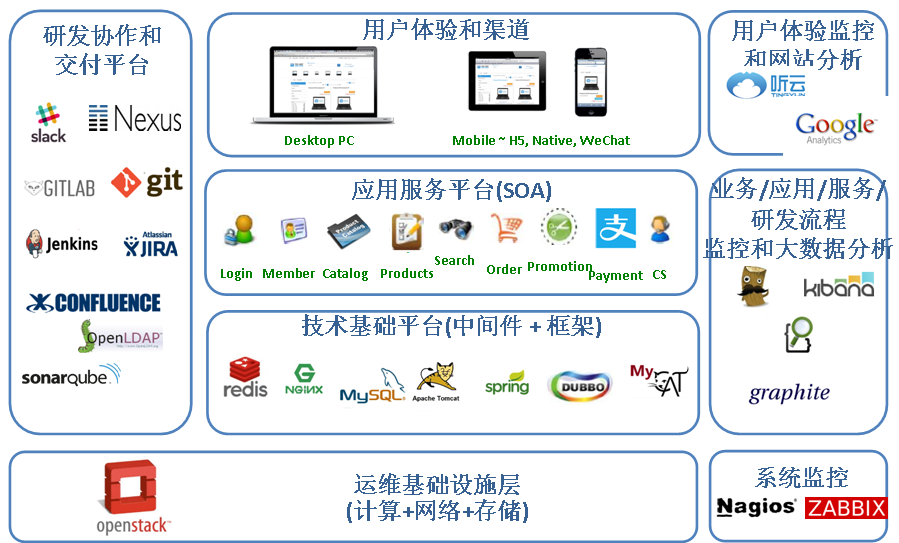 研发协作和
交付平台
slack
Nexus
GITLAB
git
Jenkins
Atlassian
JIRA
CONFLUENCE
OpenLDAP
sonarqube
用户体验和渠道
Desktop PC
Mobile ~ H5, Native, WeChat
应用服务平台(SOA)
Product
Catalog
Login
Member
Catalog
Products
Search
Order
Promotion
Payment
CS
技术基础平台(中间件 + 框架)
redis
NGINX
MySQL
Apache Tomcat
spring
DUBBO
My
CAT
用户体验监控
和网站分析
听云
TINGYUN
Google
Analytics
业务/应用/服务/
研发流程
监控和大数据分析
kibana
graphite
openstack
运维基础设施层
(计算+网络+存储)
系统监控
Nagios®
ZABBIX